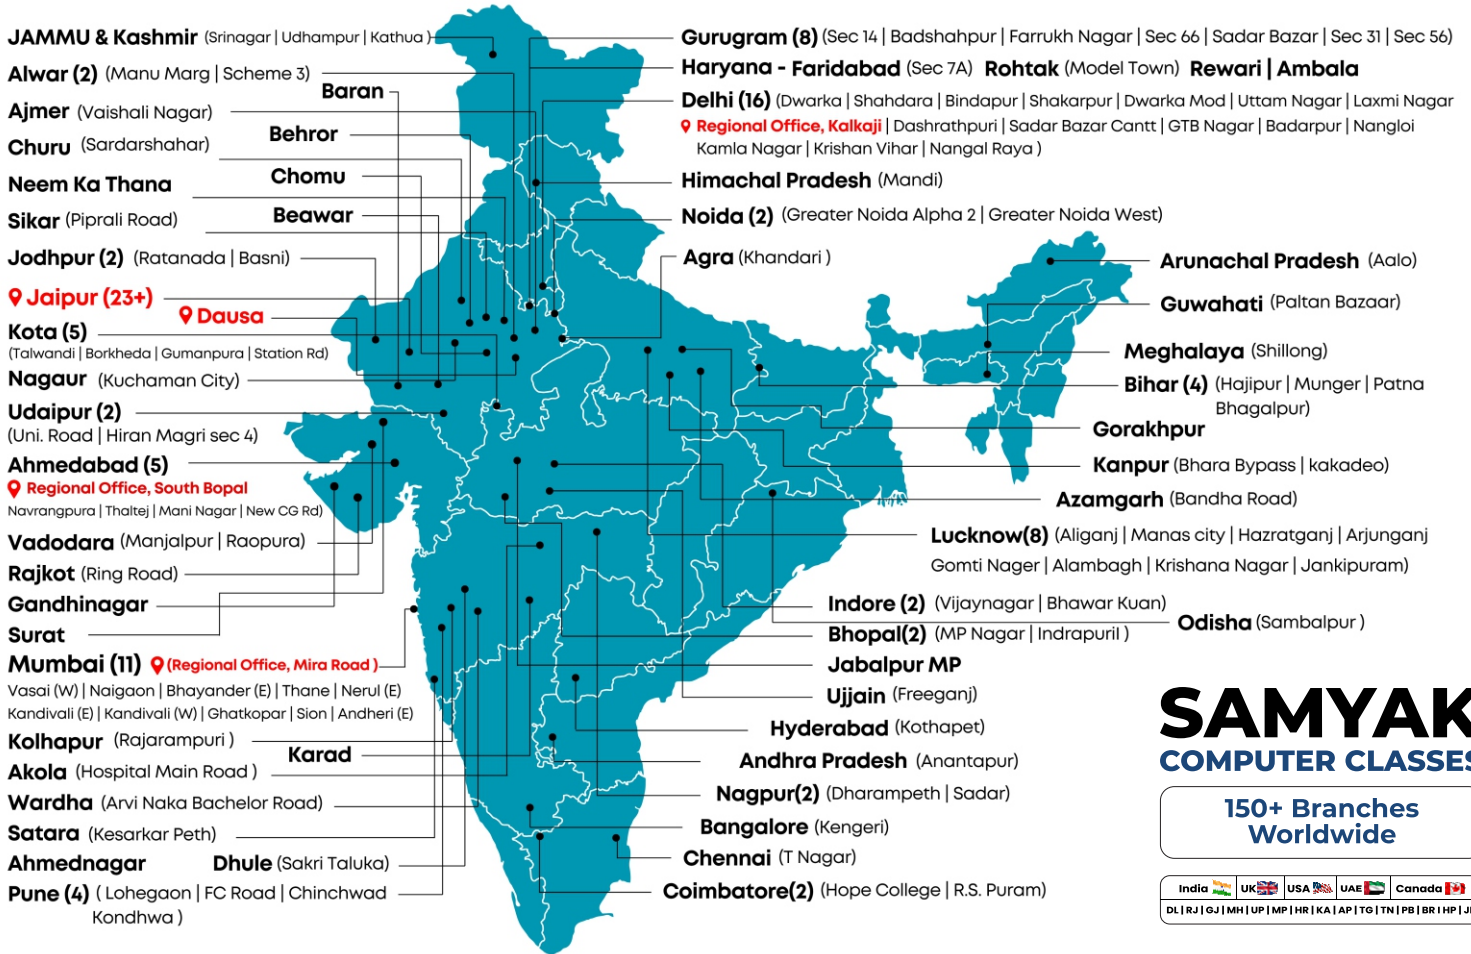 JAMMU & Kashmir (Srinagar | Udhampur | Kathua )
Alwar (2) (Manu Marg | Scheme 3)
Baran
Ajmer (Vaishali Nagar)
Behror
Churu (Sardarshahar)
Chomu
Neem Ka Thana
Beawar
Sikar (Piprali Road)
Jodhpur (2) (Ratanada | Basni)
Jaipur (23+)
Dausa
Kota (5)
(Talwandi | Borkheda | Gumanpura | Station Rd)
Nagaur (Kuchaman City)
Udaipur (2)
(Uni. Road | Hiran Magri sec 4)
Ahmedabad (5)
Regional Office, South Bopal
Navrangpura | Thaltej | Mani Nagar | New CG Rd)
Vadodara (Manjalpur | Raopura)
Rajkot (Ring Road)
Gandhinagar
Surat
Mumbai (11) (Regional Office, Mira Road )
Vasai (W) | Naigaon | Bhayander (E) | Thane | Nerul (E)
Kandivali (E) | Kandivali (W) | Ghatkopar | Sion | Andheri (E)
Kolhapur (Rajarampuri )
Karad
Akola (Hospital Main Road )
Wardha (Arvi Naka Bachelor Road)
Satara (Kesarkar Peth)
Ahmednagar
Dhule (Sakri Taluka)
Pune (4) ( Lohegaon | FC Road | Chinchwad
Kondhwa )
Gurugram (8) (Sec 14 | Badshahpur | Farrukh Nagar | Sec 66 | Sadar Bazar | Sec 31 | Sec 56)
Haryana - Faridabad (Sec 7A) Rohtak (Model Town) Rewari | Ambala
Delhi (16) (Dwarka | Shahdara | Bindapur | Shakarpur | Dwarka Mod | Uttam Nagar | Laxmi Nagar
Regional Office, Kalkaji | Dashrathpuri | Sadar Bazar Cantt | GTB Nagar | Badarpur | Nangloi
Kamla Nagar | Krishan Vihar | Nangal Raya )
Himachal Pradesh (Mandi)
Noida (2) (Greater Noida Alpha 2 | Greater Noida West)
Agra (Khandari )
Arunachal Pradesh (Aalo)
Guwahati (Paltan Bazaar)
Meghalaya (Shillong)
Bihar (4) (Hajipur | Munger | Patna
Bhagalpur)
Gorakhpur
Kanpur (Bhara Bypass | kakadeo)
Azamgarh (Bandha Road)
Lucknow(8) (Aliganj | Manas city | Hazratganj | Arjunganj
Gomti Nager | Alambagh | Krishana Nagar | Jankipuram)
Indore (2) (Vijaynagar | Bhawar Kuan)
Odisha (Sambalpur )
Bhopal(2) (MP Nagar | Indrapuril )
Jabalpur MP
Ujjain (Freeganj)
Hyderabad (Kothapet)
Andhra Pradesh (Anantapur)
Nagpur(2) (Dharampeth | Sadar)
Bangalore (Kengeri)
Chennai (T Nagar)
Coimbatore(2) (Hope College | R.S. Puram)
SAMYAK
COMPUTER CLASSES
150+ Branches
Worldwide
India | UK | USA | UAE | Canada
DL | RJ | GJ | MH | UP | MP | HR | KA | AP | TG | TN | PB | BR I HP |